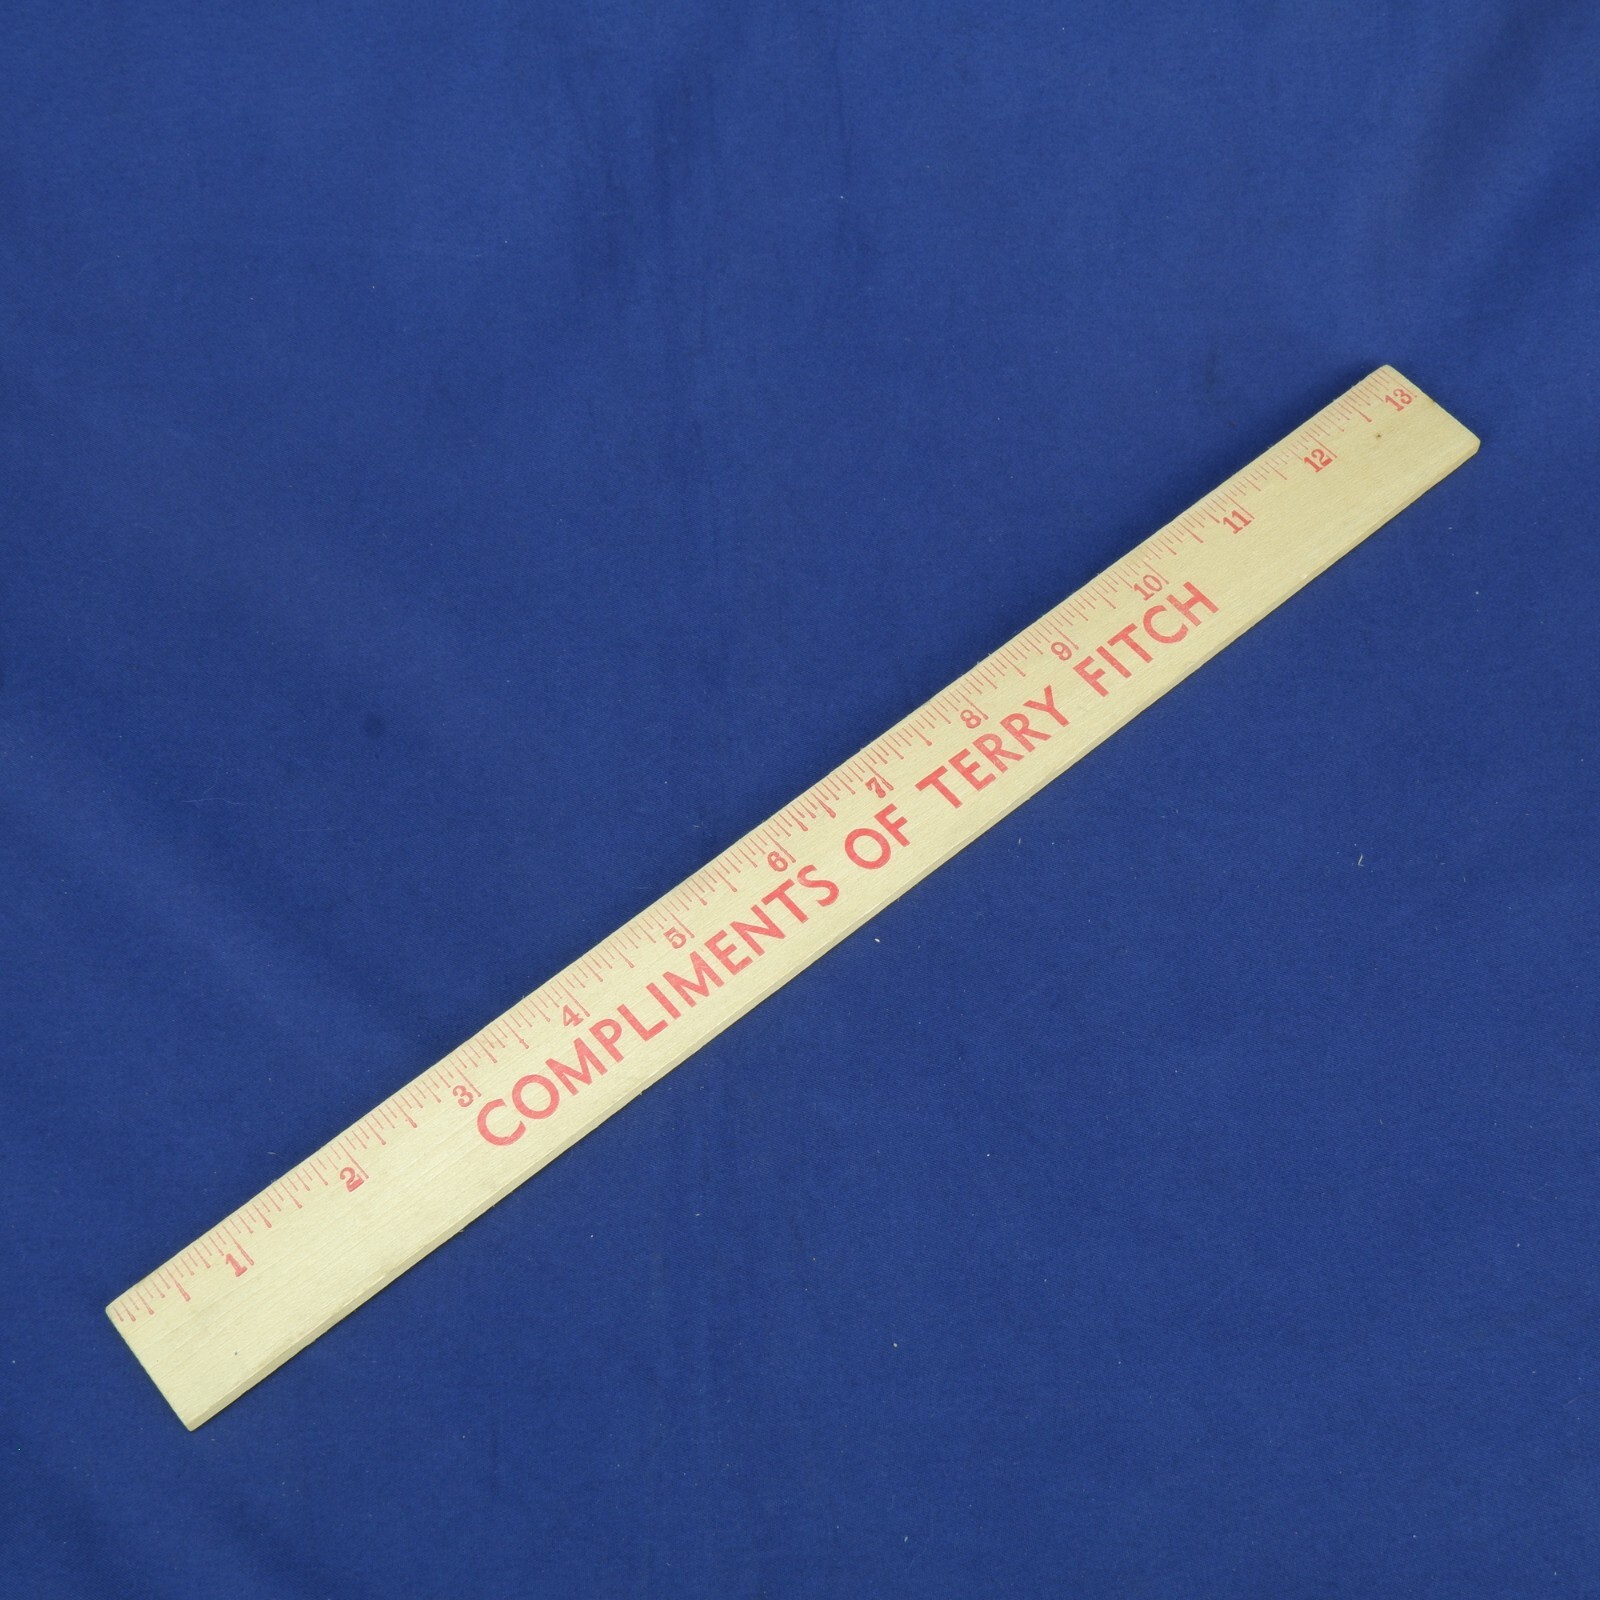 1 2 3 4 5 6 7 8 9 10 11 12 13
COMPLIMENTS OF TERRY FITCH